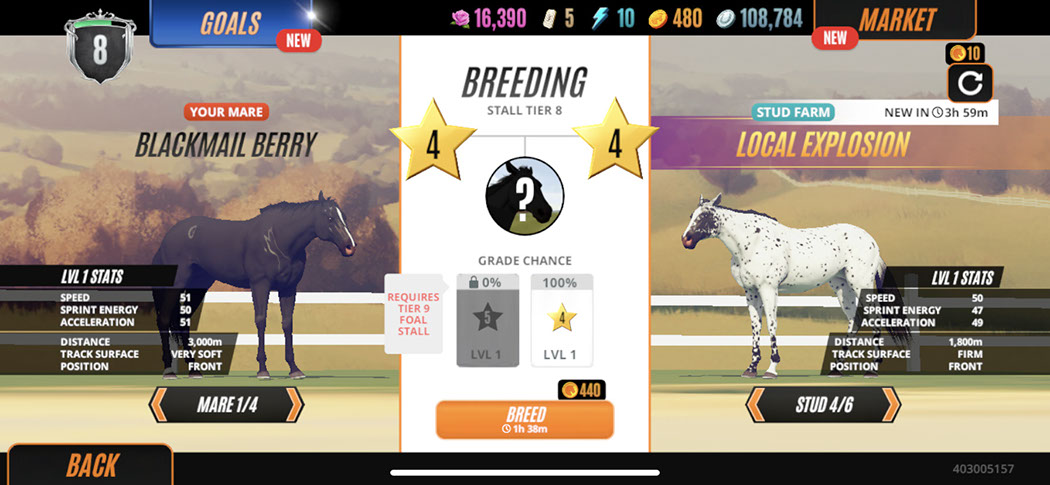 8
GOALS
NEW
16,390
5
10
480
108,784
NEW
MARKET
10
YOUR MARE
BLACKMAIL BERRY
BREEDING
STALL TIER 8
4
4
?
STUD FARM
NEW IN 3h 59m
LOCAL EXPLOSION
LVL 1 STATS
SPEED 51
SPRINT ENERGY 50
ACCELERATION 51
DISTANCE 3,000m
TRACK SURFACE VERY SOFT
POSITION FRONT
MARE 1/4
GRADE CHANCE
REQUIRES
TIER 9
FOAL
STALL
0%
5
LVL 1
100%
4
LVL 1
440
BREED
1h 38m
LVL 1 STATS
SPEED 50
SPRINT ENERGY 47
ACCELERATION 49
DISTANCE 1,800m
TRACK SURFACE FIRM
POSITION FRONT
STUD 4/6
BACK
403005157